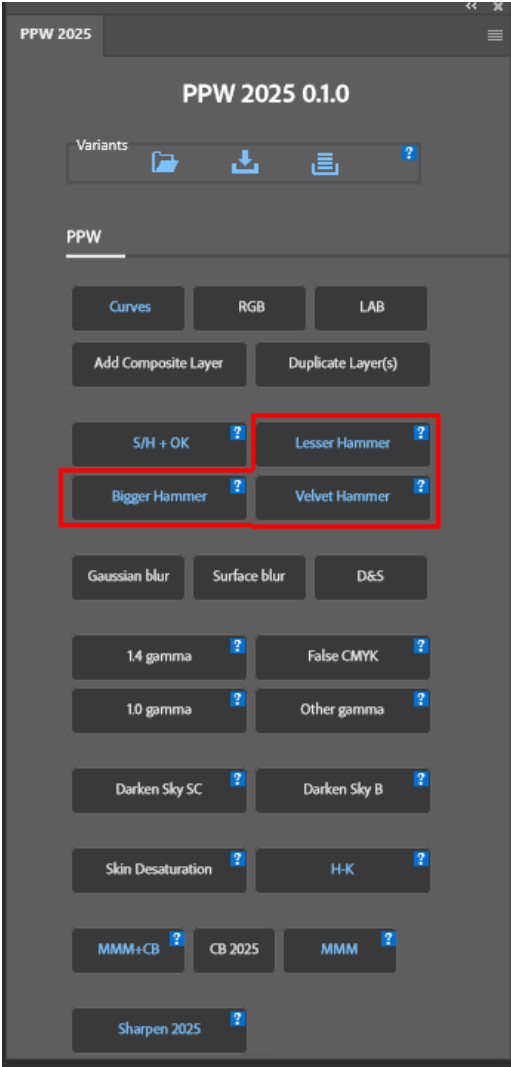 PPW 2025
PPW 2025 0.1.0
Variants
?
PPW
Curves RGB LAB
Add Composite Layer Duplicate Layer(s)
S/H + OK ? Lesser Hammer ?
Bigger Hammer ? Velvet Hammer ?
Gaussian blur Surface blur D&S
1.4 gamma ? False CMYK ?
1.0 gamma ? Other gamma ?
Darken Sky SC ? Darken Sky B ?
Skin Desaturation ? H-K ?
MMM+CB ? CB 2025 MMM ?
Sharpen 2025 ?